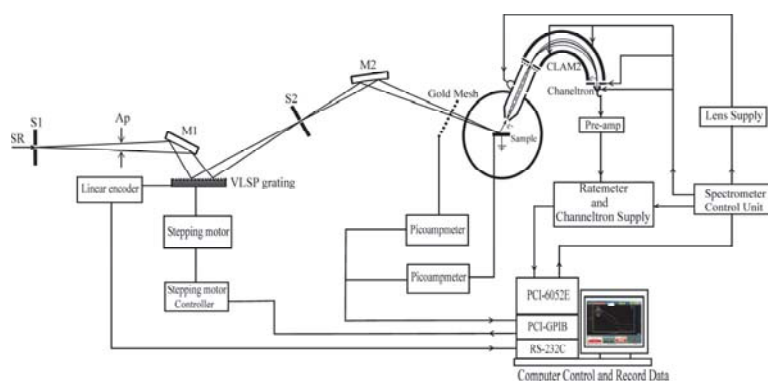 SR
S1
Ap
M1
VLSP grating
Linear encoder
Stepping motor
Stepping motor
Controller
S2
M2
Gold Mesh
CLAM2
Chaneltron
e-
Sample
Pre-amp
Lens Supply
Ratemeter
and
Channeltron Supply
Spectrometer
Control Unit
Picoampmeter
Picoampmeter
PCI-6052E
PCI-GPIB
RS-232C
Computer Control and Record Data